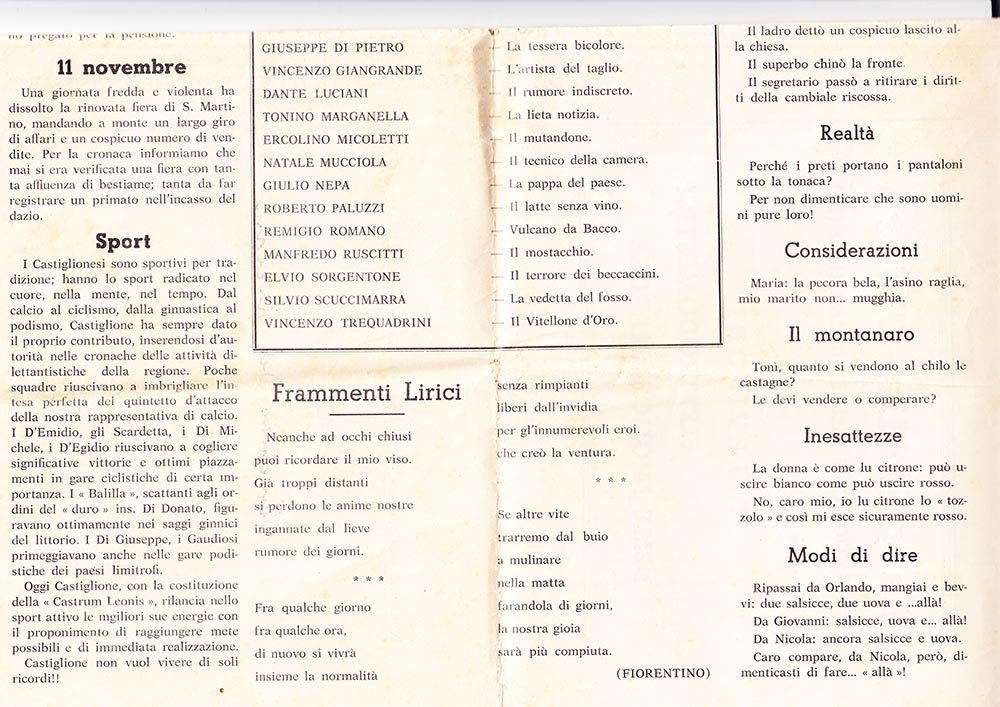 no pregato per la pensione.
11 novembre
Una giornata fredda e violenta ha
dissolto la rinovata fiera di S. Marti-
no, mandando a monte un largo giro
di affari e un cospicuo numero di ven-
dite. Per la cronaca informiamo che
mai si era verificata una fiera con tan-
ta affluenza di bestiame; tanta da far
registrare un primato nell'incasso del
dazio.
Sport
I Castiglionesi sono sportivi per tra-
dizione; hanno lo sport radicato nel
cuore, nella mente, nel tempo. Dal
calcio al ciclismo, dalla ginnastica al
podismo, Castiglione ha sempre dato
il proprio contributo, inserendosi d'au-
torità nelle cronache delle attività di-
lettantistiche della regione. Poche
squadre riuscivano a imbrigliare l'in-
tesa perfetta del quintetto d'attacco
della nostra rappresentativa di calcio.
I D'Emidio, gli Scardetta, i Di Mi-
chele, i D'Egidio riuscivano a cogliere
significative vittorie e ottimi piazza-
menti in gare ciclistiche di certa im-
portanza. I « Balilla », scattanti agli or-
dini del « duro » ins. Di Donato, figu-
ravano ottimamente nei saggi ginnici
del littorio. I Di Giuseppe, i Gaudiosi
primeggiavano anche nelle gare podi-
stiche dei paesi limitrofi.
Oggi Castiglione, con la costituzione
della « Castrum Leonis », rilancia nello
sport attivo le mgiliori sue energie con
il proponimento di raggiungere mete
possibili e di immediata realizzazione.
Castiglione non vuol vivere di soli
ricordi!!
GIUSEPPE DI PIETRO — La tessera bicolore.
VINCENZO GIANGRANDE — L'artista del taglio.
DANTE LUCIANI — Il rumore indiscreto.
TONINO MARGANELLA — La lieta notizia.
ERCOLINO MICOLETTI — Il mutandone.
NATALE MUCCIOLA — Il tecnico della camera.
GIULIO NEPA — La pappa del paese.
ROBERTO PALUZZI — Il latte senza vino.
REMIGIO ROMANO — Vulcano da Bacco.
MANFREDO RUSCITTI — Il mostacchio.
ELVIO SORGENTONE — Il terrore dei beccaccini.
SILVIO SCUCCIMARRA — La vedetta del fosso.
VINCENZO TREQUADRINI — Il Vitellone d'Oro.
Frammenti Lirici
Neanche ad occhi chiusi
puoi ricordare il mio viso.
Già troppi distanti
si perdono le anime nostre
ingannate dal lieve
rumore dei giorni.
* * *
Fra qualche giorno
fra qualche ora,
di nuovo si vivrà
insieme la normalità
senza rimpianti
liberi dall'invidia
per gl'innumerevoli eroi.
che creò la ventura.
* * *
Se altre vite
trarremo dal buio
a mulinare
nella matta
farandola di giorni,
la nostra gioia
sarà più compiuta.
(FIORENTINO)
Il ladro dettò un cospicuo lascito al-
la chiesa.
Il superbo chinò la fronte.
Il segretario passò a ritirare i dirit-
ti della cambiale riscossa.
Realtà
Perché i preti portano i pantaloni
sotto la tonaca?
Per non dimenticare che sono uomi-
ni pure loro!
Considerazioni
Maria: la pecora bela, l'asino raglia,
mio marito non... mugghia.
Il montanaro
Tonì, quanto si vendono al chilo le
castagne?
Le devi vendere o comperare?
Inesattezze
La donna è come lu citrone: può u-
scire bianco come può uscire rosso.
No, caro mio, io lu citrone lo « toz-
zolo » e così mi esce sicuramente rosso.
Modi di dire
Ripassai da Orlando, mangiai e bev-
vi: due salsicce, due uova e ...allà!
Da Giovanni: salsicce, uova e... allà!
Da Nicola: ancora salsicce e uova.
Caro compare, da Nicola, però, di-
menticasti di fare... « allà »!